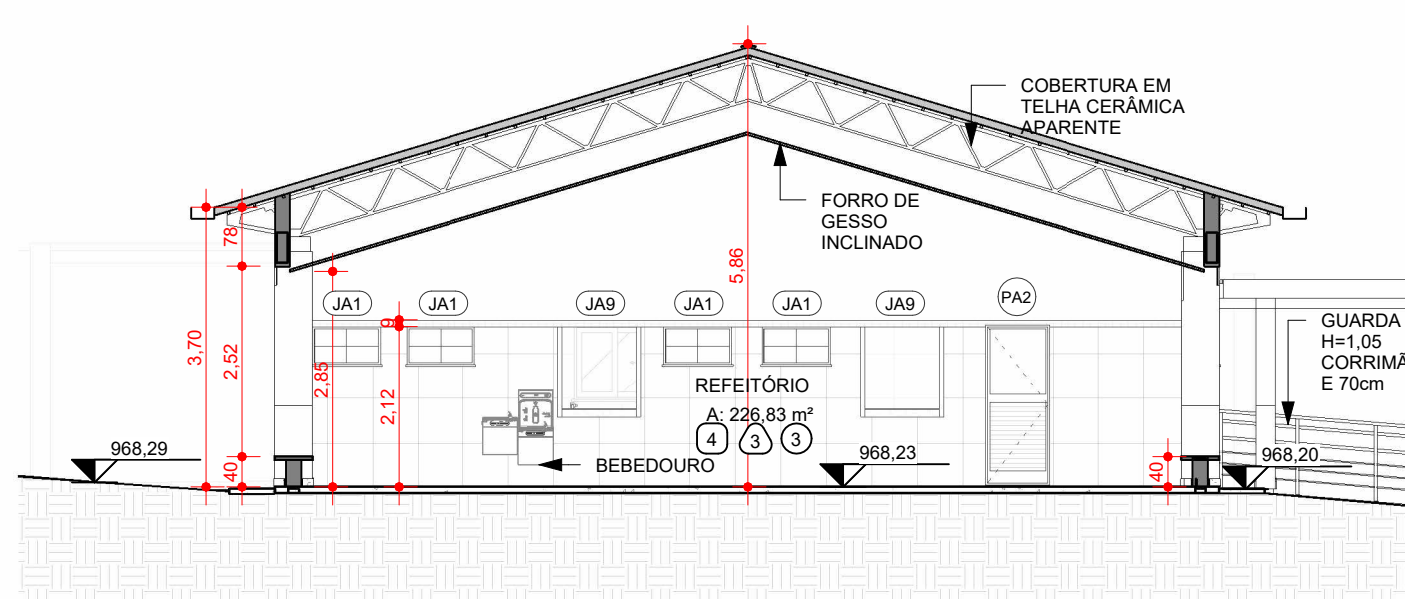 COBERTURA EM
TELHA CERÂMICA
APARENTE
FORRO DE
GESSO
INCLINADO
78
5,86
JA1
JA1
JA9
JA1
JA1
JA9
PA2
9
3,70
2,52
2,85
2,12
GUARDA
H=1,05
CORRIMÃ
E 70cm
REFEITÓRIO
A: 226,83 m²
4
3
3
968,29
BEBEDOURO
968,23
968,20
40
40